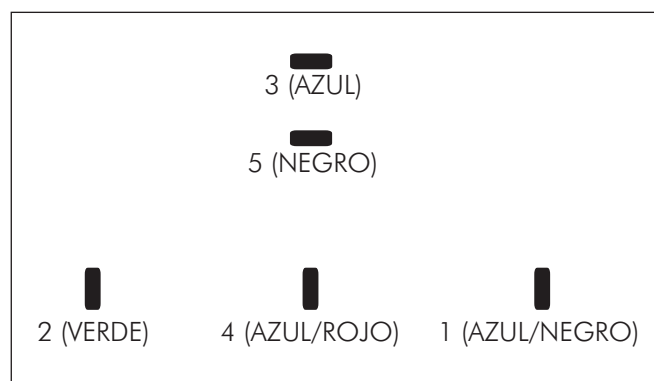 3 (AZUL)
5 (NEGRO)
2 (VERDE)
4 (AZUL/ROJO)
1 (AZUL/NEGRO)